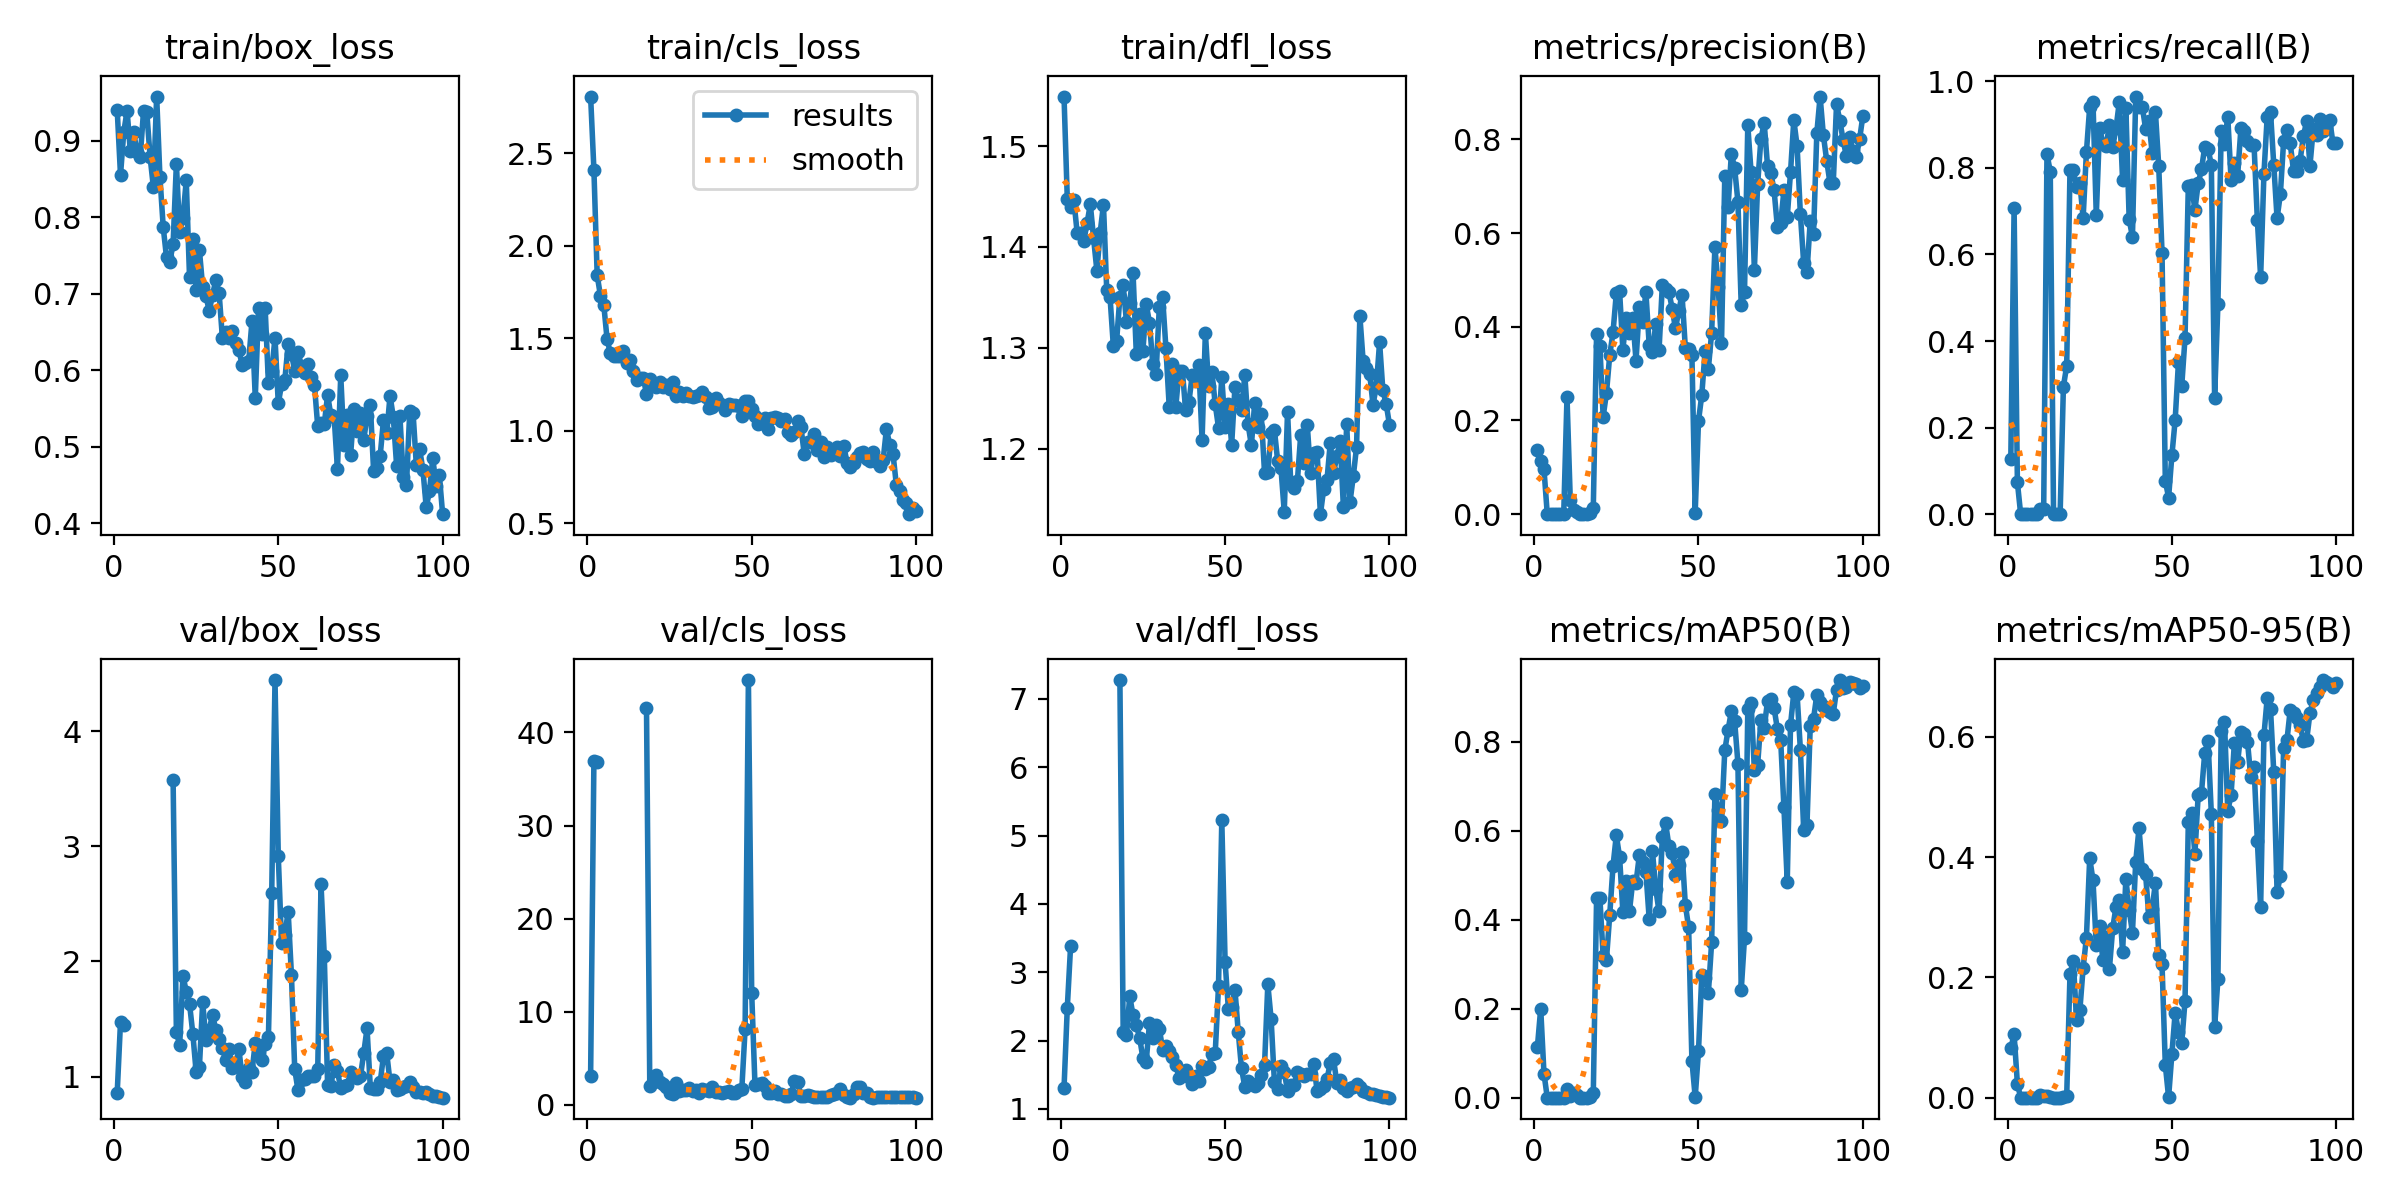 train/box_loss
train/cls_loss
train/dfl_loss
metrics/precision(B)
metrics/recall(B)
results
smooth
0.9
0.8
0.7
0.6
0.5
0.4
0 50 100
2.5
2.0
1.5
1.0
0.5
0 50 100
1.5
1.4
1.3
1.2
0 50 100
0.8
0.6
0.4
0.2
0.0
0 50 100
1.0
0.8
0.6
0.4
0.2
0.0
0 50 100
val/box_loss
val/cls_loss
val/dfl_loss
metrics/mAP50(B)
metrics/mAP50-95(B)
4
3
2
1
0 50 100
40
30
20
10
0
0 50 100
7
6
5
4
3
2
1
0 50 100
0.8
0.6
0.4
0.2
0.0
0 50 100
0.6
0.4
0.2
0.0
0 50 100